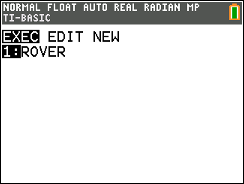 NORMAL FLOAT AUTO REAL RADIAN MP
TI-BASIC
EXEC EDIT NEW
1:ROVER